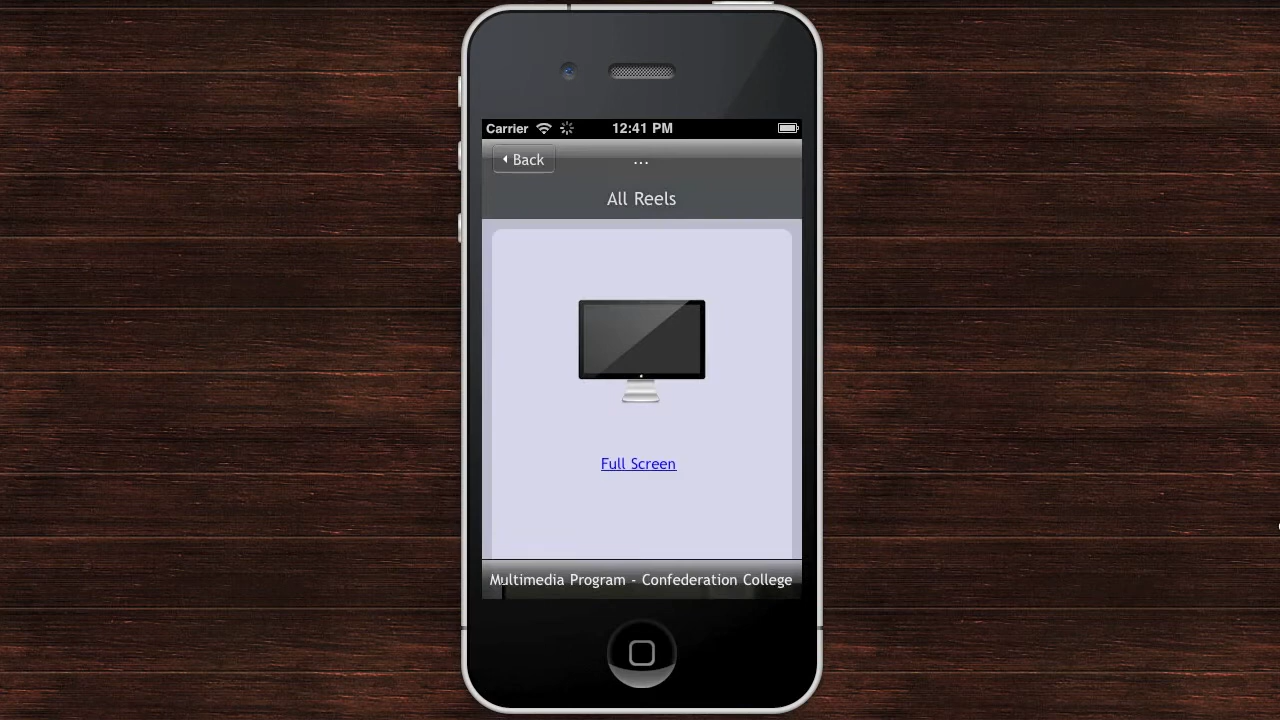 Carrier 12:41 PM
Back ...
All Reels
Full Screen
Multimedia Program - Confederation College